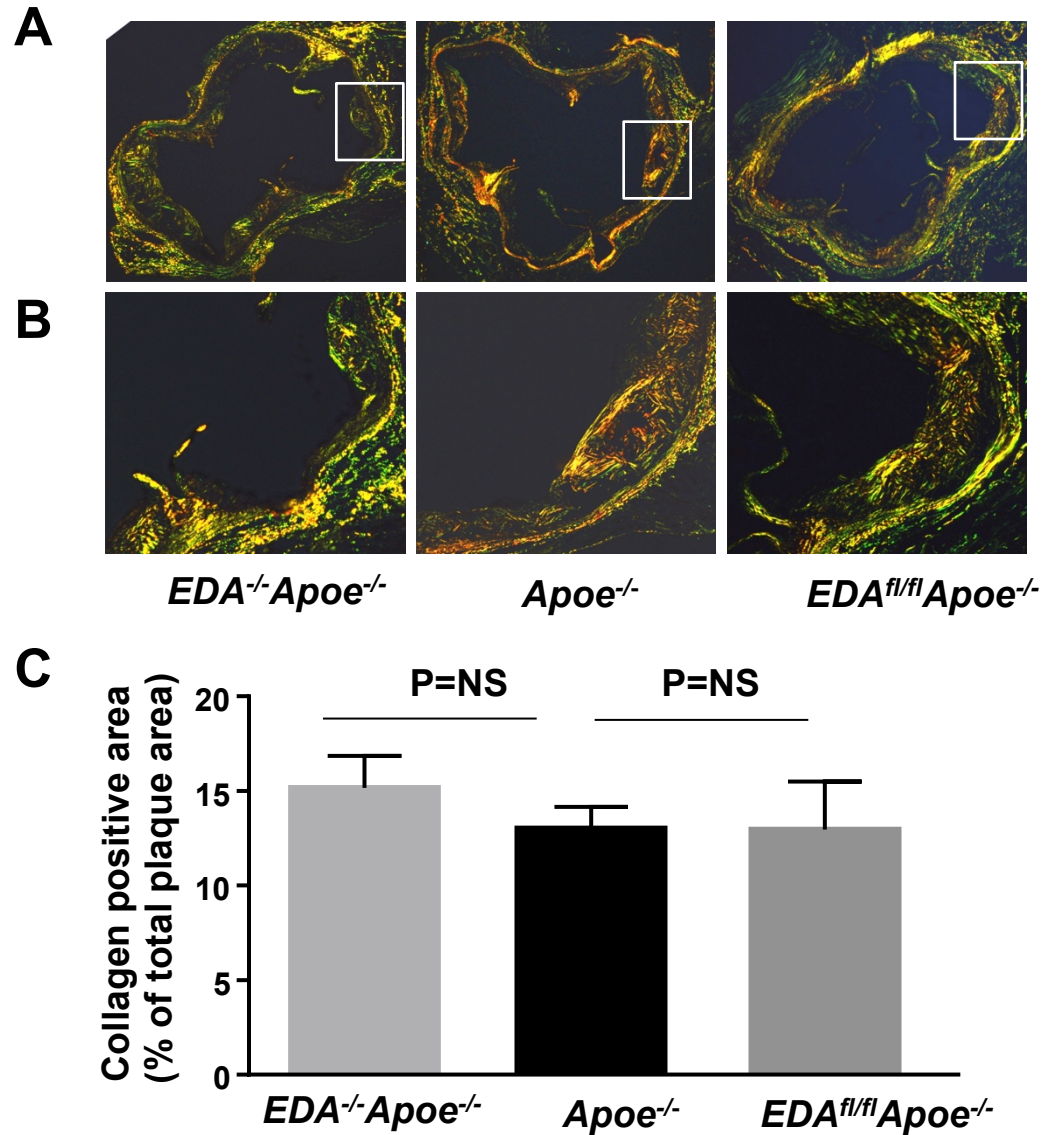 A
B
EDA-/-Apoe-/-
Apoe-/-
EDAfl/flApoe-/-
C
P=NS
P=NS
Collagen positive area
(% of total plaque area)
20
15
10
5
0
EDA-/-Apoe-/-
Apoe-/-
EDAfl/flApoe-/-